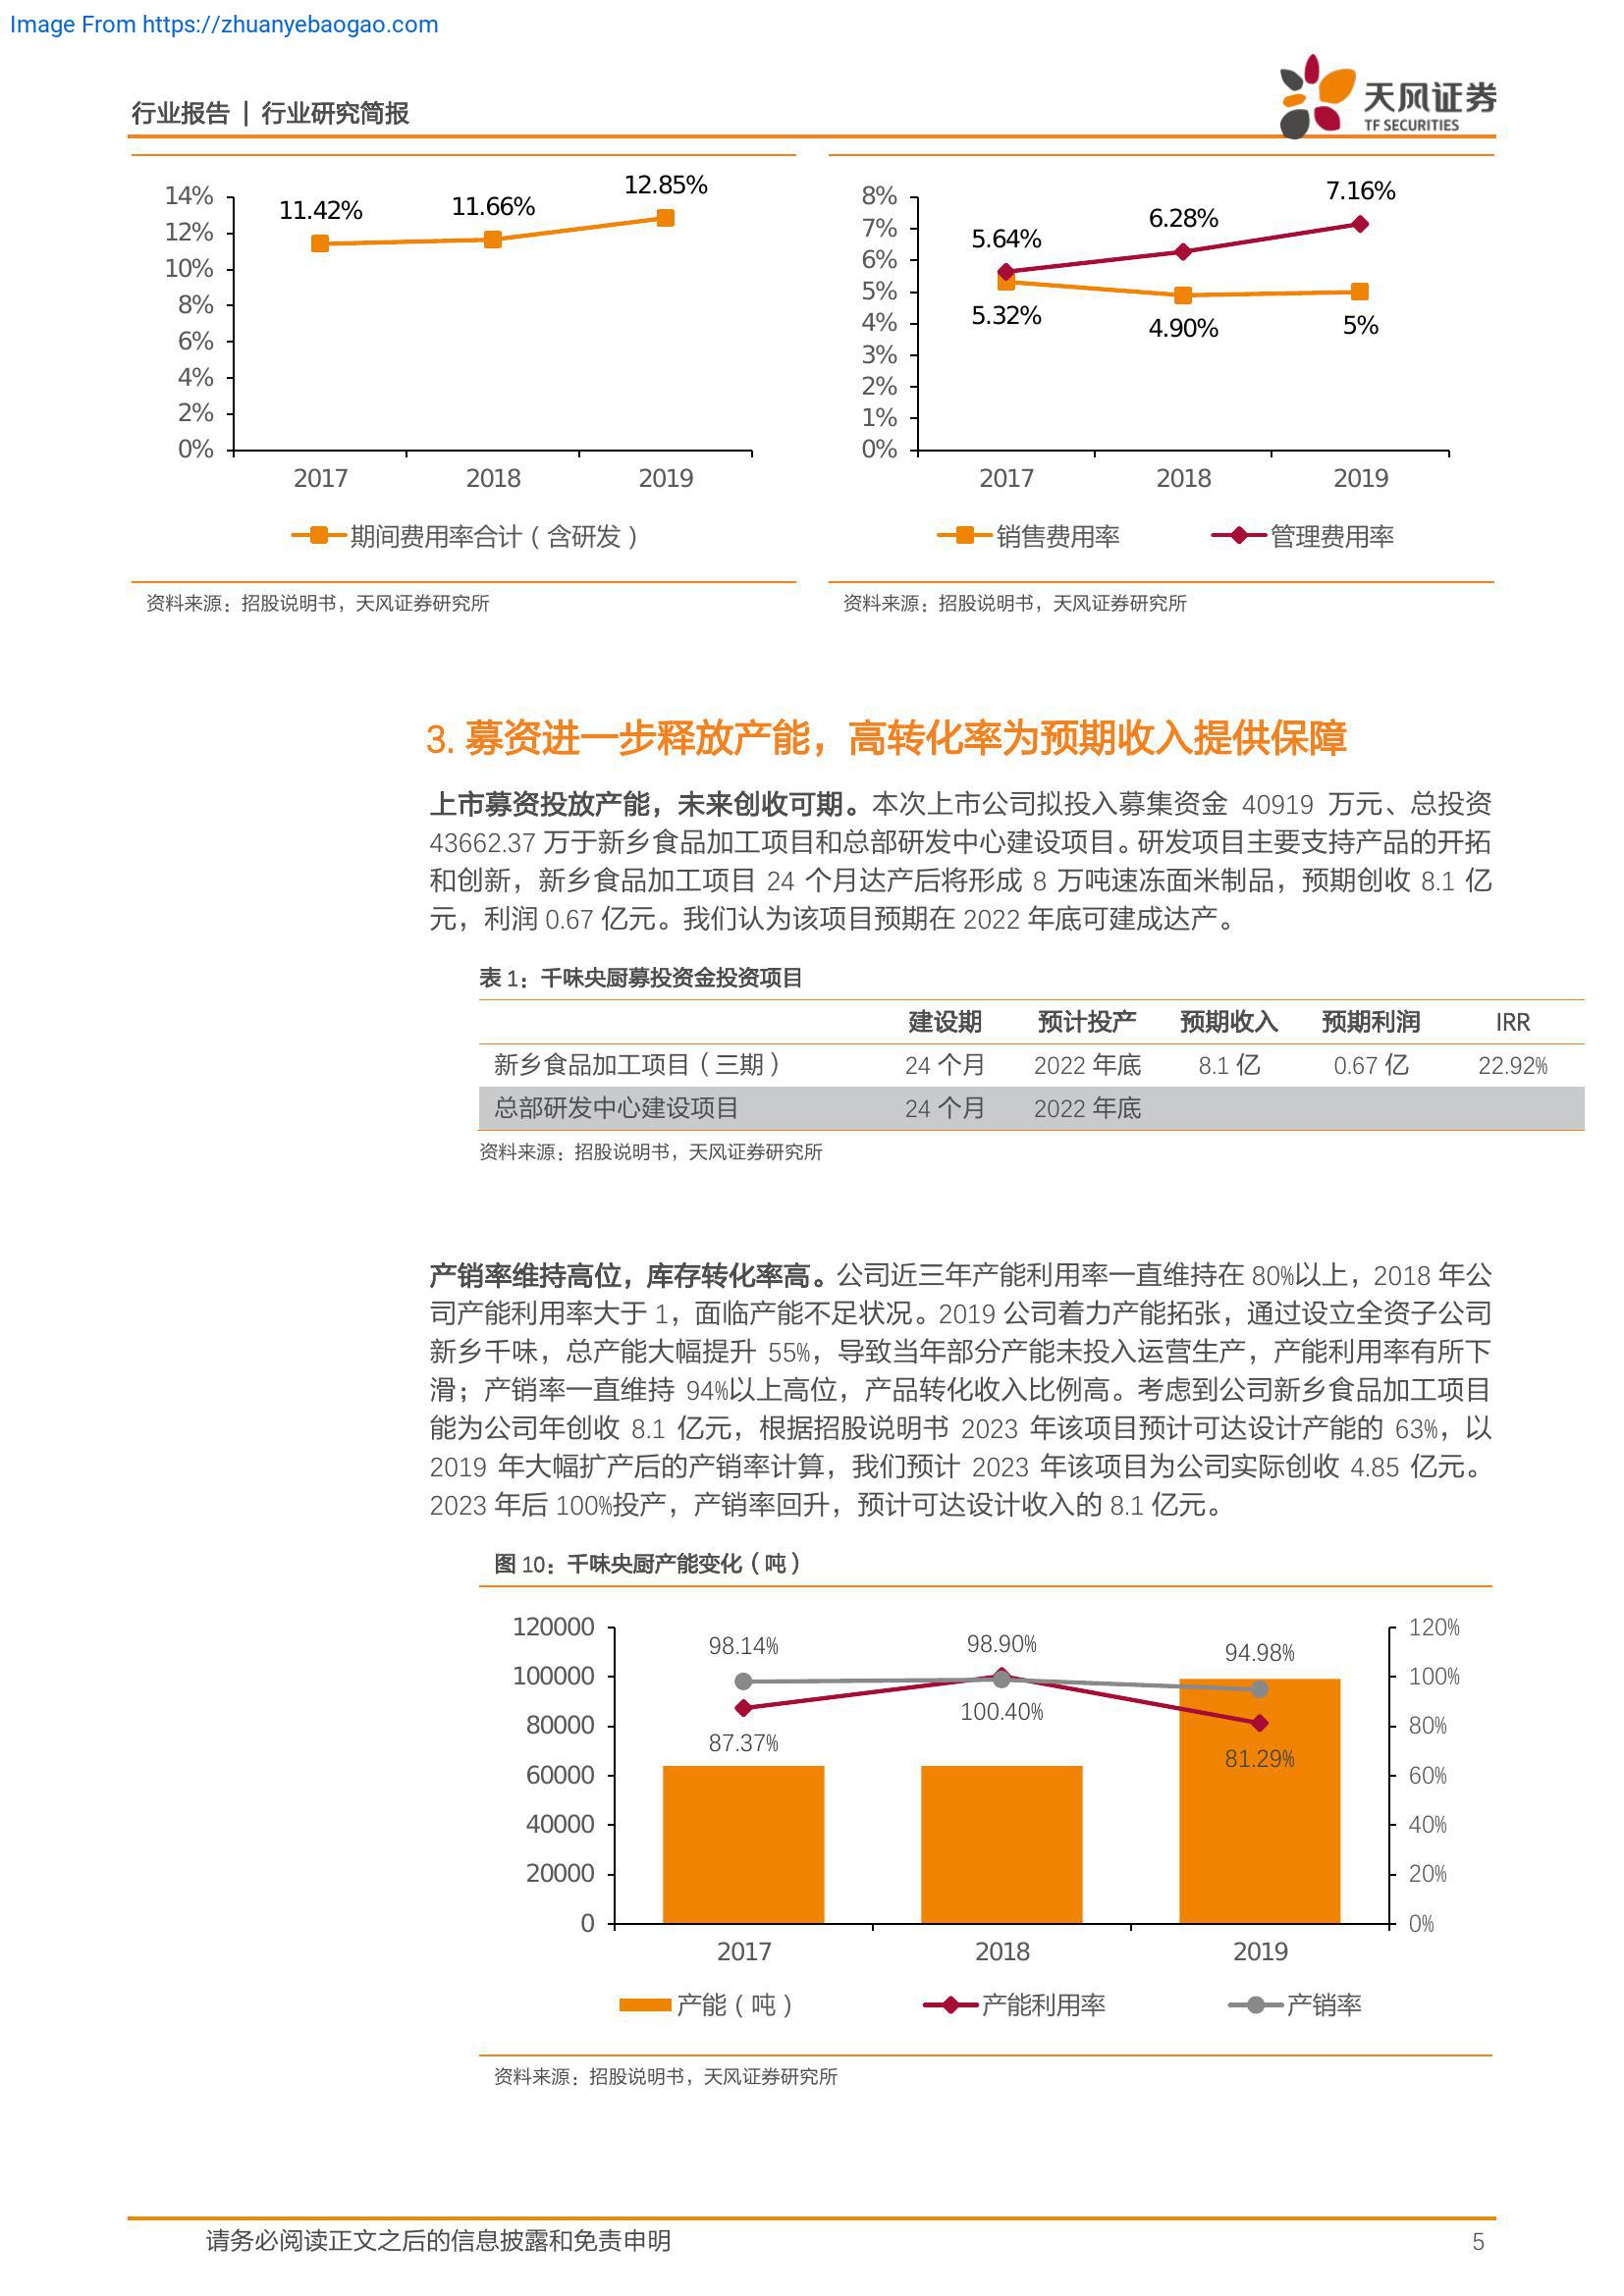 Image From https://zhuanyebaogao.com
行业报告 | 行业研究简报
天风证券
TF SECURITIES
14%
12%
10%
8%
6%
4%
2%
0%
11.42%
11.66%
12.85%
2017
2018
2019
期间费用率合计（含研发）
资料来源：招股说明书，天风证券研究所
8%
7%
6%
5%
4%
3%
2%
1%
0%
5.64%
6.28%
7.16%
5.32%
4.90%
5%
2017
2018
2019
销售费用率
管理费用率
资料来源：招股说明书，天风证券研究所
3. 募资进一步释放产能，高转化率为预期收入提供保障
上市募资投放产能，未来创收可期。本次上市公司拟投入募集资金 40919 万元、总投资
43662.37 万于新乡食品加工项目和总部研发中心建设项目。研发项目主要支持产品的开拓
和创新，新乡食品加工项目 24 个月达产后将形成 8 万吨速冻面米制品，预期创收 8.1 亿
元，利润 0.67 亿元。我们认为该项目预期在 2022 年底可建成达产。
表 1：千味央厨募投资金投资项目
建设期 预计投产 预期收入 预期利润 IRR
新乡食品加工项目（三期） 24 个月 2022 年底 8.1 亿 0.67 亿 22.92%
总部研发中心建设项目 24 个月 2022 年底
资料来源：招股说明书，天风证券研究所
产销率维持高位，库存转化率高。公司近三年产能利用率一直维持在 80%以上，2018 年公
司产能利用率大于 1，面临产能不足状况。2019 公司着力产能拓张，通过设立全资子公司
新乡千味，总产能大幅提升 55%，导致当年部分产能未投入运营生产，产能利用率有所下
滑；产销率一直维持 94%以上高位，产品转化收入比例高。考虑到公司新乡食品加工项目
能为公司年创收 8.1 亿元，根据招股说明书 2023 年该项目预计可达设计产能的 63%，以
2019 年大幅扩产后的产销率计算，我们预计 2023 年该项目为公司实际创收 4.85 亿元。
2023 年后 100%投产，产销率回升，预计可达设计收入的 8.1 亿元。
图 10：千味央厨产能变化（吨）
120000
100000
80000
60000
40000
20000
0
98.14%
98.90%
94.98%
87.37%
100.40%
81.29%
120%
100%
80%
60%
40%
20%
0%
2017
2018
2019
产能（吨）
产能利用率
产销率
资料来源：招股说明书，天风证券研究所
请务必阅读正文之后的信息披露和免责申明
5